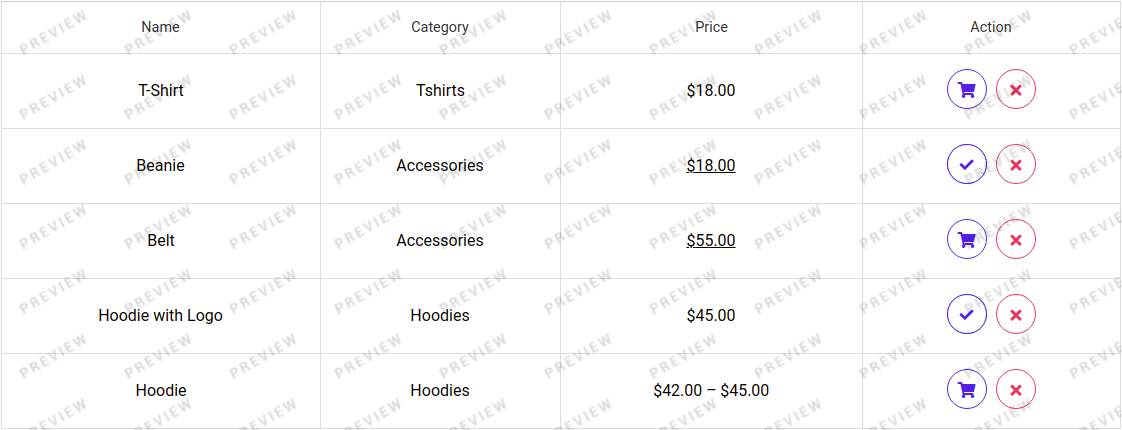 Name Category Price Action
T-Shirt Tshirts $18.00
Beanie Accessories $18.00
Belt Accessories $55.00
Hoodie with Logo Hoodies $45.00
Hoodie Hoodies $42.00 – $45.00
PREVIEW